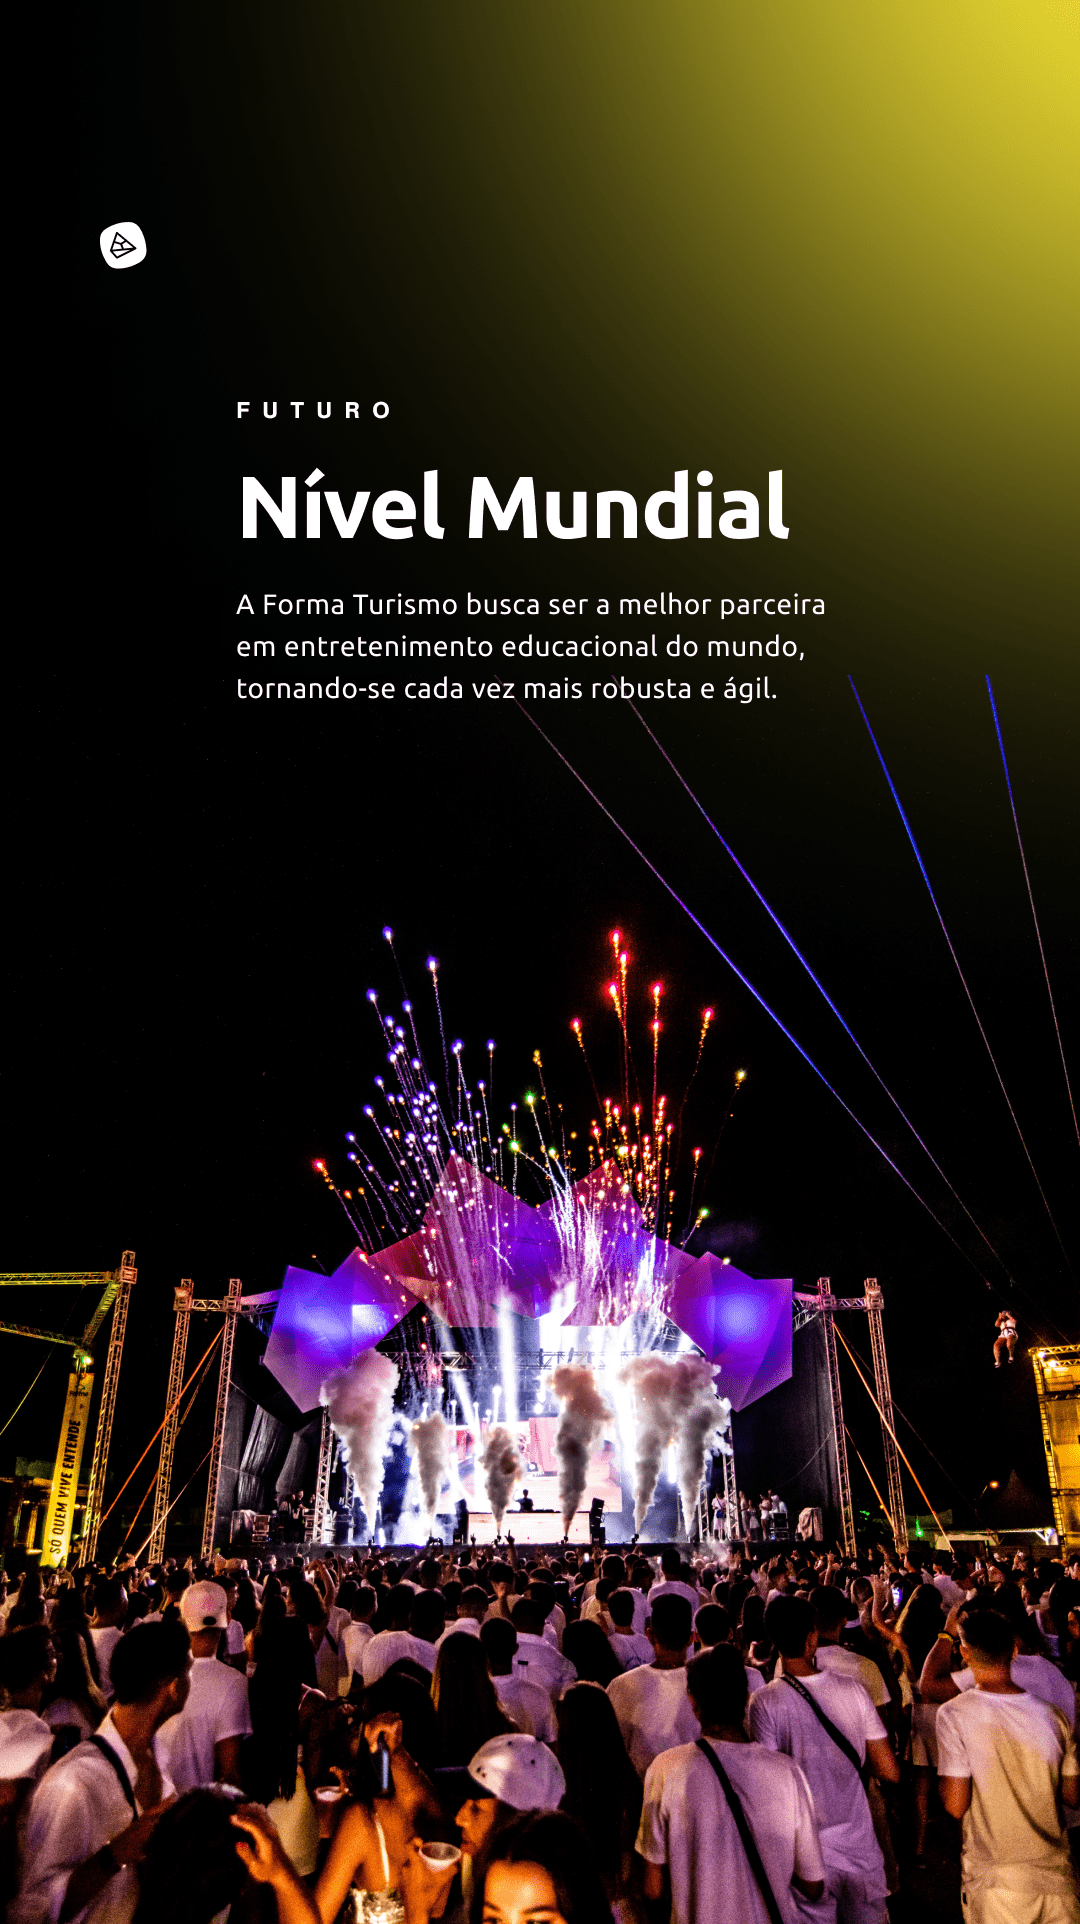 FUTURO
Nível Mundial
A Forma Turismo busca ser a melhor parceira
em entretenimento educacional do mundo,
tornando-se cada vez mais robusta e ágil.
SÓ QUEM VIVE ENTENDE